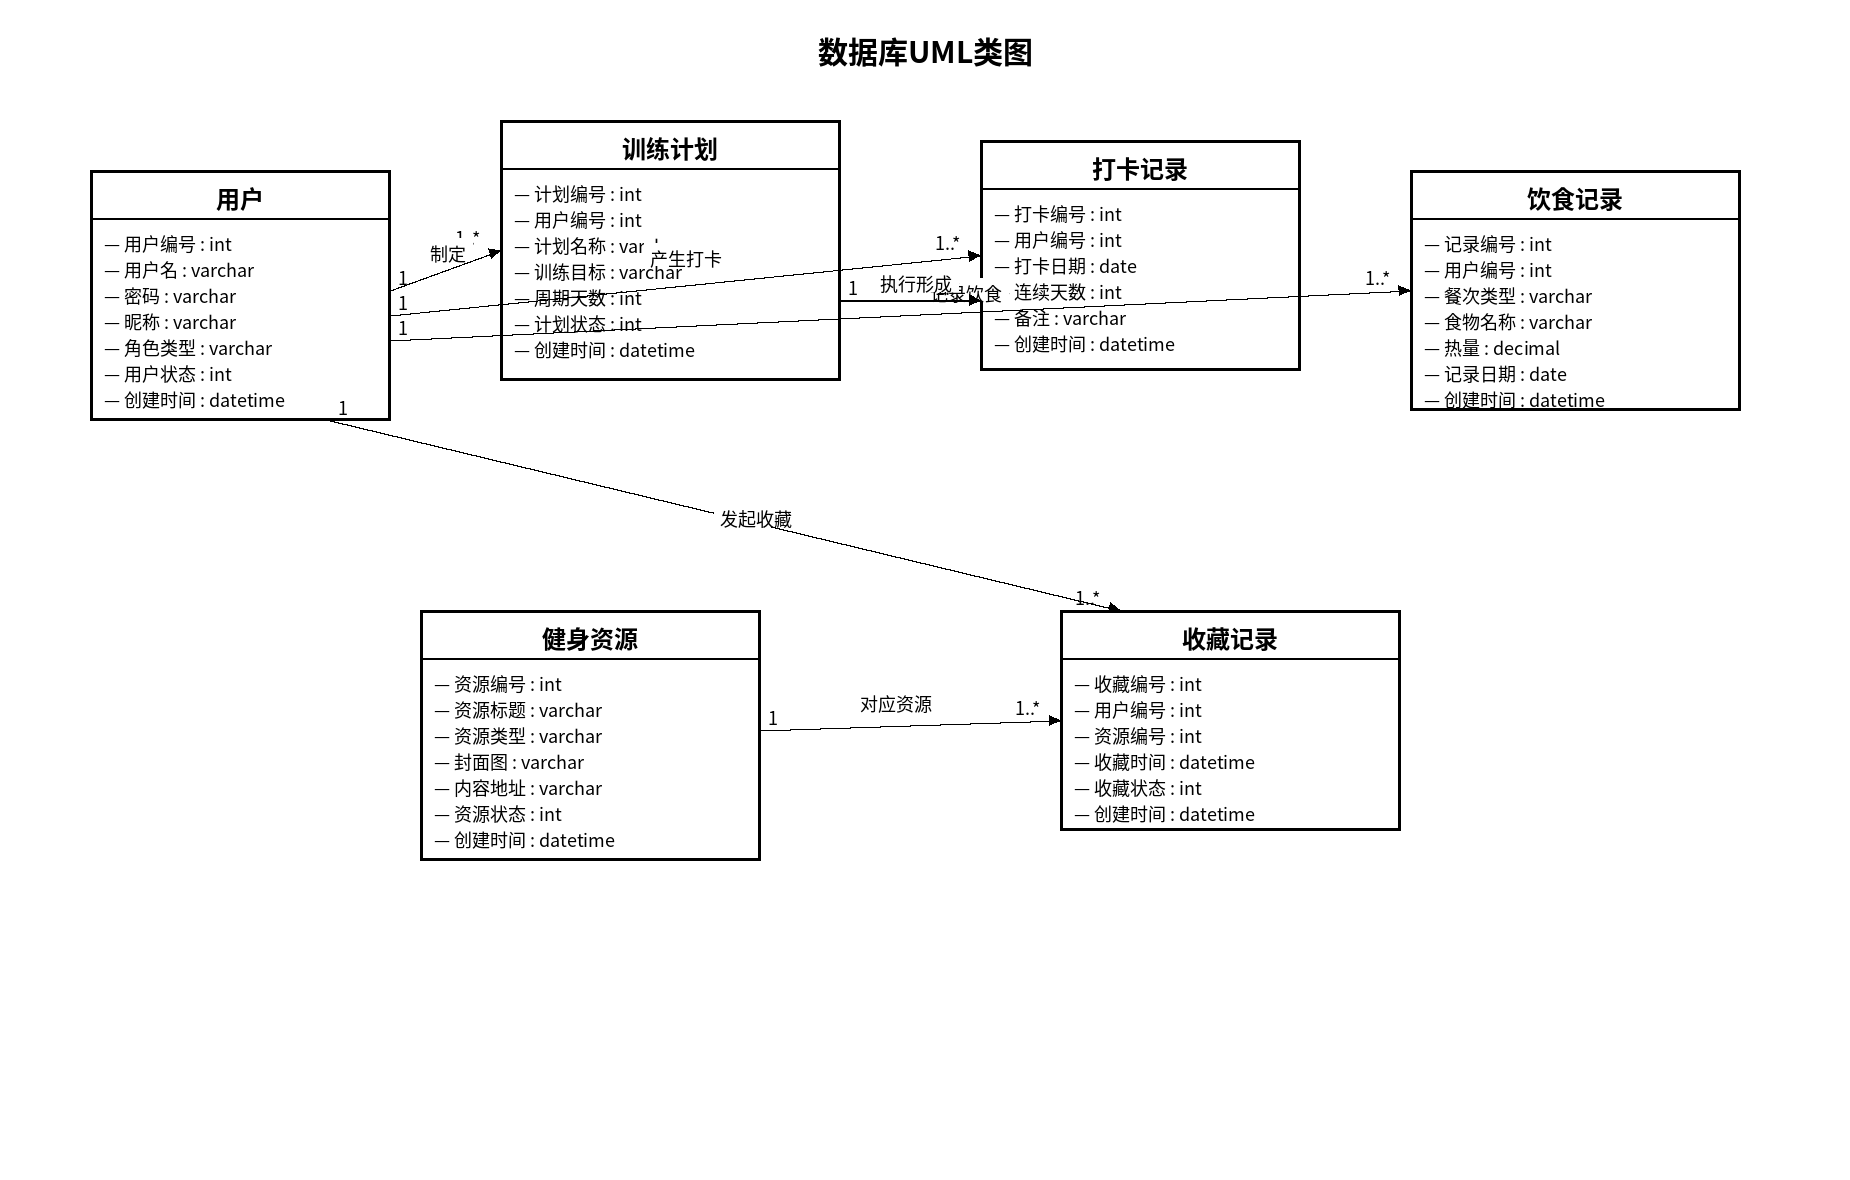 数据库UML类图
用户
— 用户编号 : int
— 用户名 : varchar
— 密码 : varchar
— 昵称 : varchar
— 角色类型 : varchar
— 用户状态 : int
— 创建时间 : datetime
训练计划
— 计划编号 : int
— 用户编号 : int
— 计划名称 : var
— 训练目标 : varchar
— 周期天数 : int
— 计划状态 : int
— 创建时间 : datetime
打卡记录
— 打卡编号 : int
— 用户编号 : int
— 打卡日期 : date
连续天数 : int
— 备注 : varchar
— 创建时间 : datetime
饮食记录
— 记录编号 : int
— 用户编号 : int
— 餐次类型 : varchar
— 食物名称 : varchar
— 热量 : decimal
— 记录日期 : date
— 创建时间 : datetime
1
制定
1
产生打卡
1..*
1
1..*
1
执行形成
记录饮食
1
发起收藏
1..*
健身资源
— 资源编号 : int
— 资源标题 : varchar
— 资源类型 : varchar
— 封面图 : varchar
— 内容地址 : varchar
— 资源状态 : int
— 创建时间 : datetime
1
对应资源
1..*
收藏记录
— 收藏编号 : int
— 用户编号 : int
— 资源编号 : int
— 收藏时间 : datetime
— 收藏状态 : int
— 创建时间 : datetime